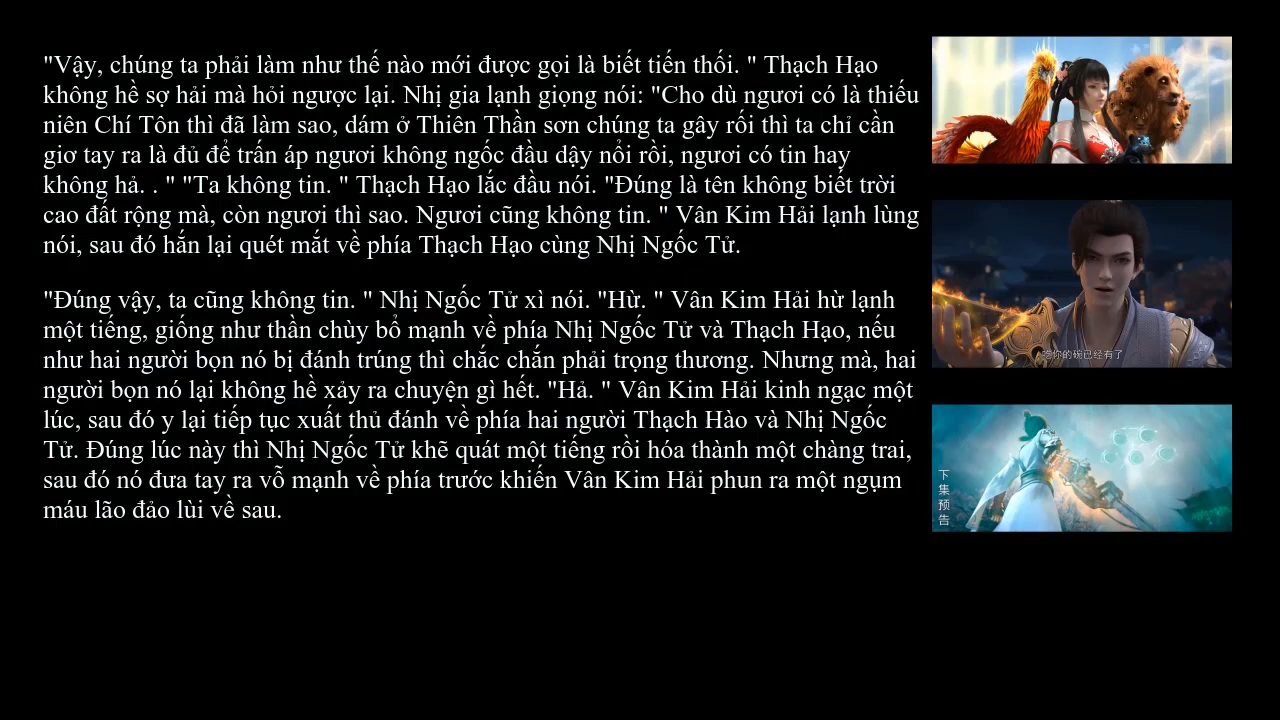 "Vậy, chúng ta phải làm như thế nào mới được gọi là biết tiến thối. " Thạch Hạo
không hề sợ hãi mà hỏi ngược lại. Nhị gia lạnh giọng nói: "Cho dù ngươi có là thiếu
niên Chí Tôn thì đã làm sao, dám ở Thiên Thần sơn chúng ta gây rối thì ta chỉ cần
giơ tay ra là đủ để trấn áp ngươi không ngốc đầu dậy nổi rồi, ngươi có tin hay
không hả. . " "Ta không tin. " Thạch Hạo lắc đầu nói. "Đúng là tên không biết trời
cao đất rộng mà, còn ngươi thì sao. Ngươi cũng không tin. " Vân Kim Hải lạnh lùng
nói, sau đó hắn lại quét mắt về phía Thạch Hạo cùng Nhị Ngốc Tử.
"Đúng vậy, ta cũng không tin. " Nhị Ngốc Tử xì nói. "Hừ. " Vân Kim Hải hừ lạnh
một tiếng, giống như thần chùy bổ mạnh về phía Nhị Ngốc Tử và Thạch Hạo, nếu
như hai người bọn nó bị đánh trúng thì chắc chắn phải trọng thương. Nhưng mà, hai
người bọn nó lại không hề xảy ra chuyện gì hết. "Hả. " Vân Kim Hải kinh ngạc một
lúc, sau đó y lại tiếp tục xuất thủ đánh về phía hai người Thạch Hào và Nhị Ngốc
Tử. Đúng lúc này thì Nhị Ngốc Tử khẽ quát một tiếng rồi hóa thành một chàng trai,
sau đó nó đưa tay ra vỗ mạnh về phía trước khiến Vân Kim Hải phun ra một ngụm
máu lão đảo lùi về sau.
吃你的碗已经有了
下集预告